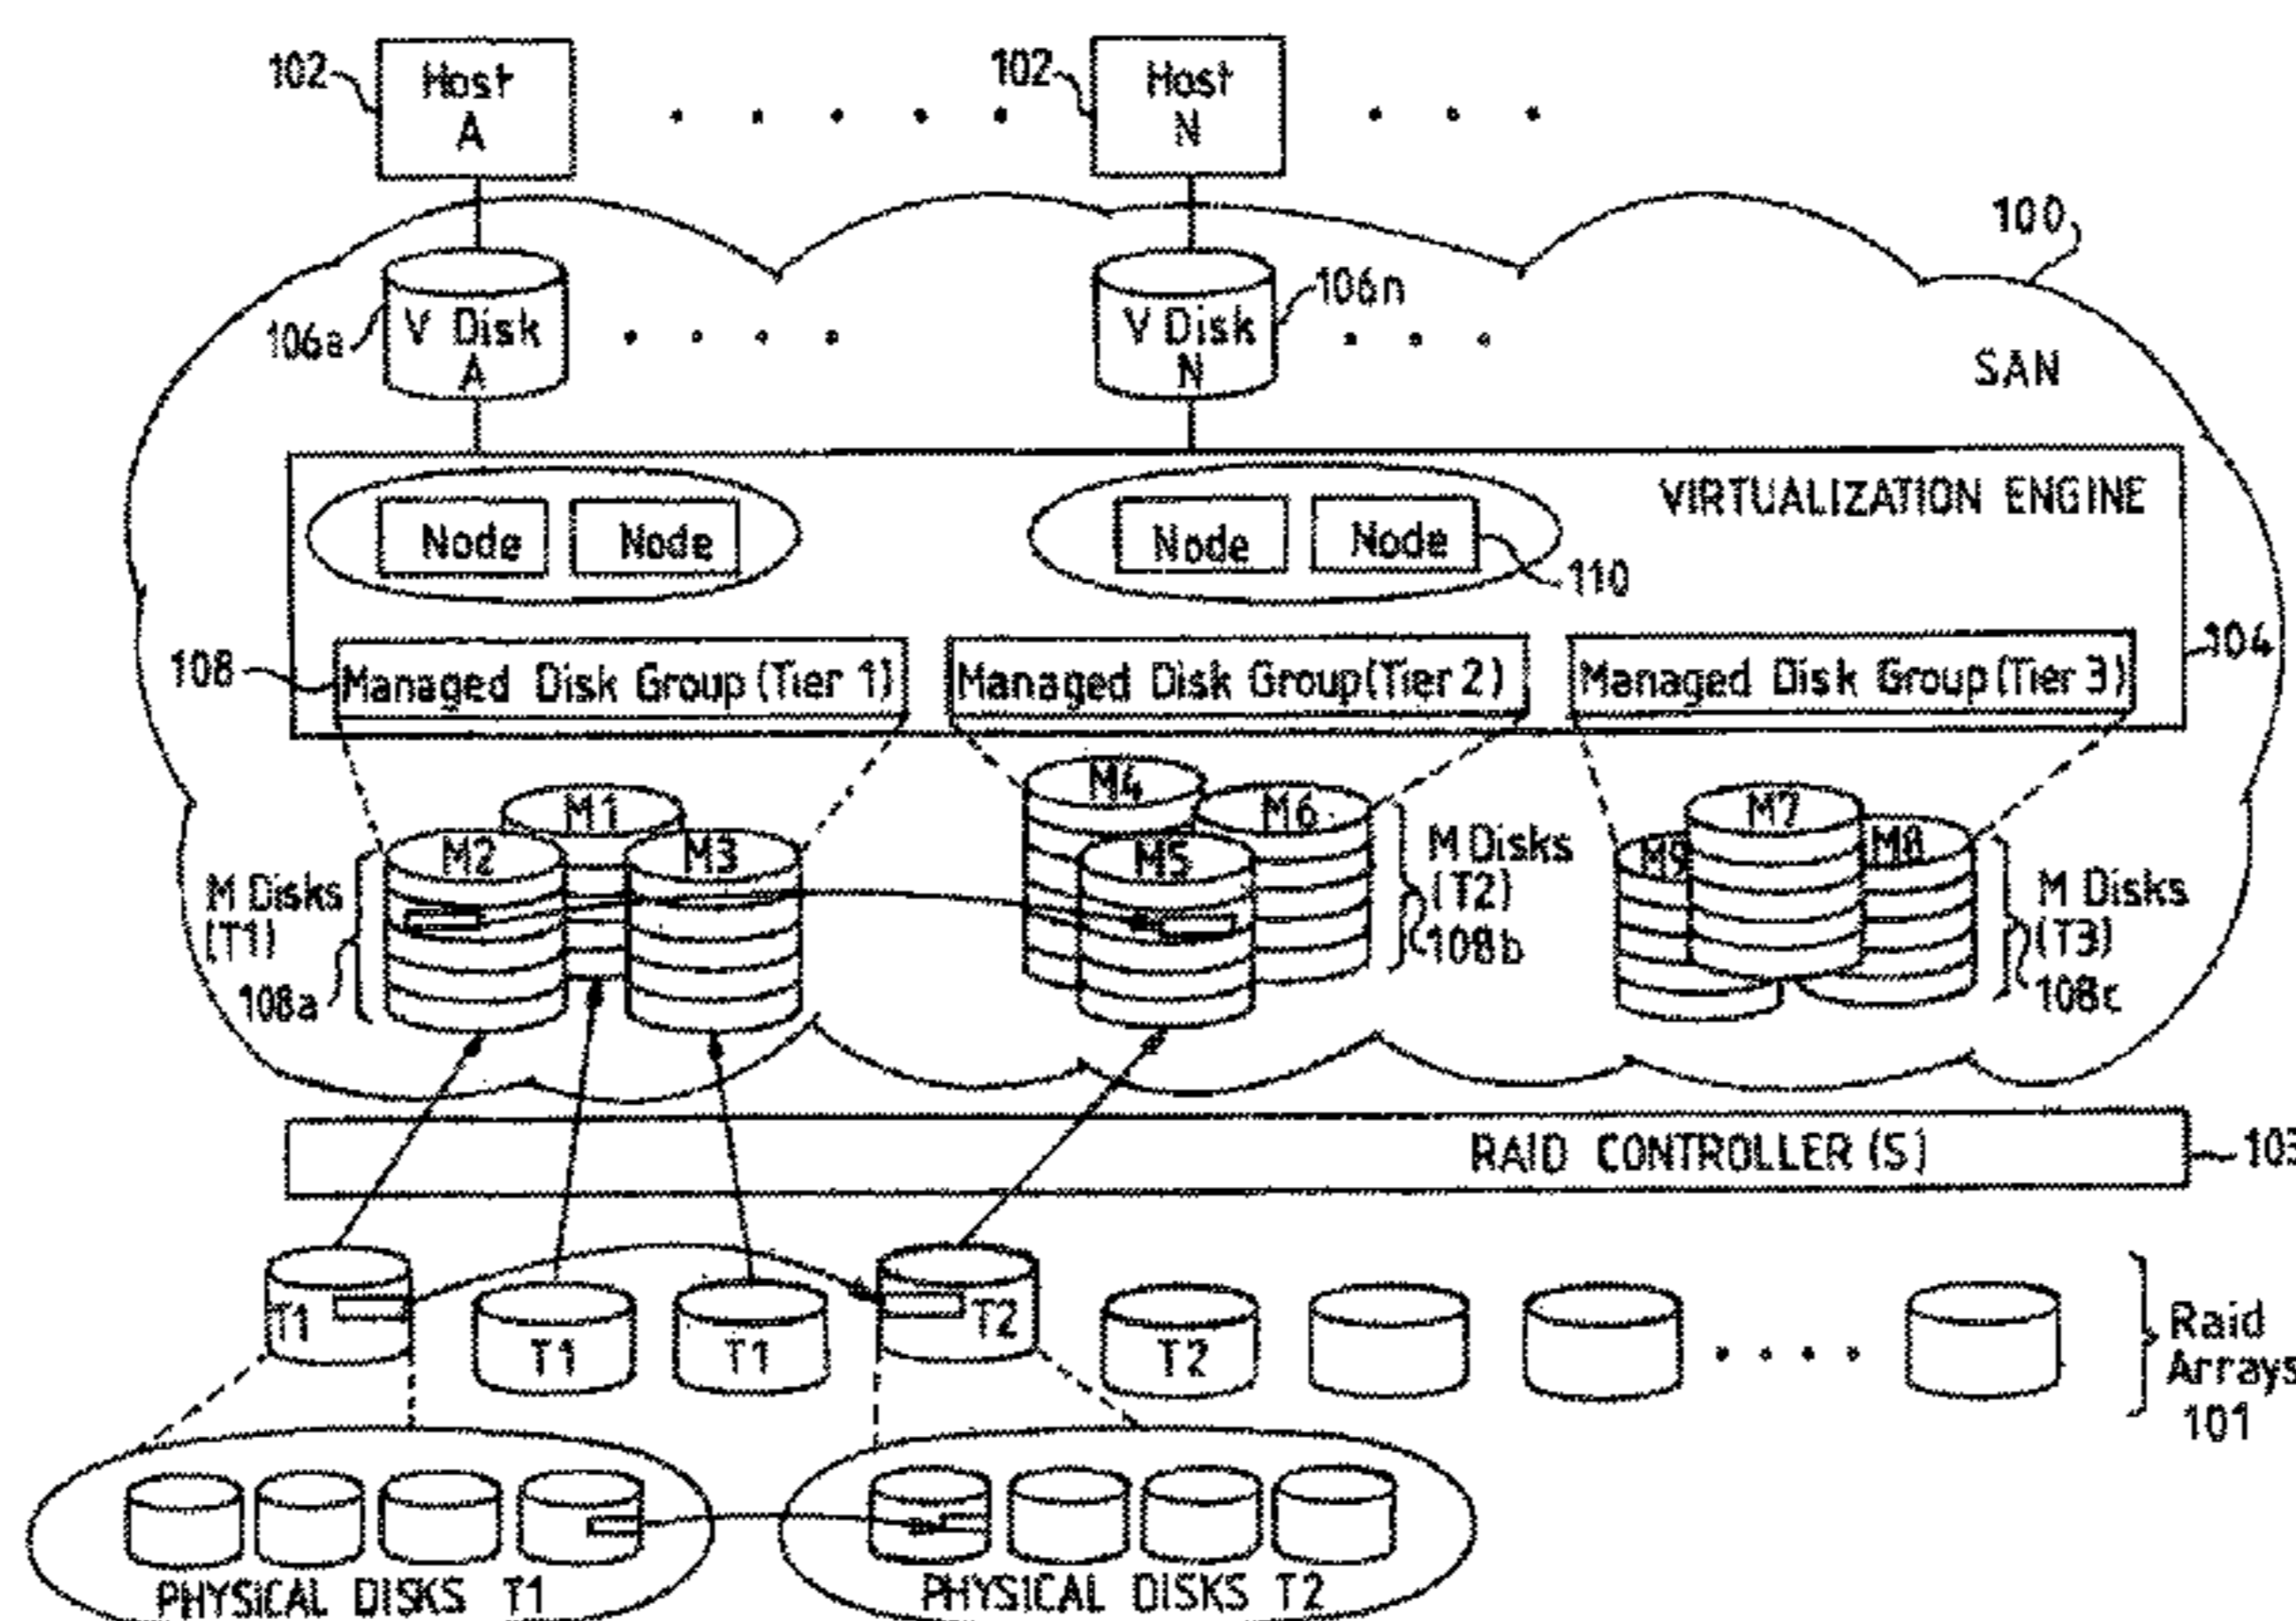 102
Host
A
102
Host
N
100
106a
V Disk
A
106n
V Disk
N
SAN
VIRTUALIZATION ENGINE
Node
Node
Node
Node
110
108
Managed Disk Group (Tier 1)
Managed Disk Group (Tier 2)
Managed Disk Group (Tier 3)
104
M1
M2
M3
M Disks
(T1)
108a
M4
M6
M5
M Disks
(T2)
108b
M7
M9
M8
M Disks
(T3)
108c
RAID CONTROLLER (S)
103
T1
T1
T1
T2
T2
Raid
Arrays
101
PHYSICAL DISKS T1
PHYSICAL DISKS T2